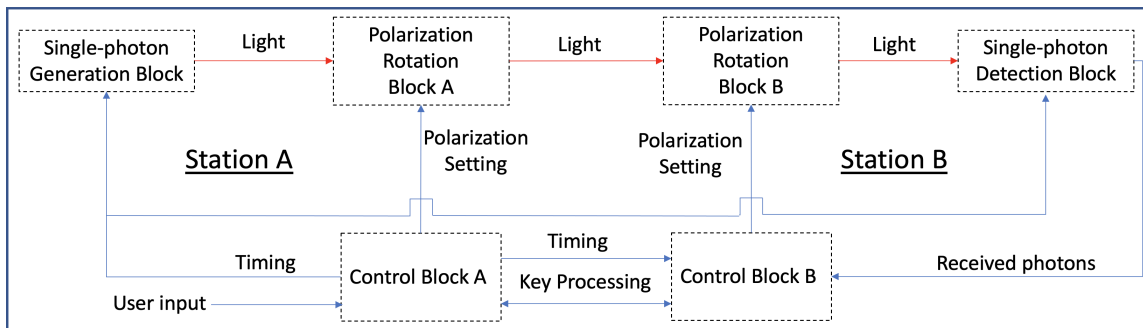 Single-photon
Generation Block
Light
Polarization
Rotation
Block A
Light
Polarization
Rotation
Block B
Light
Single-photon
Detection Block
Station A
Polarization
Setting
Polarization
Setting
Station B
Timing
Control Block A
Timing
Key Processing
Control Block B
Received photons
User input